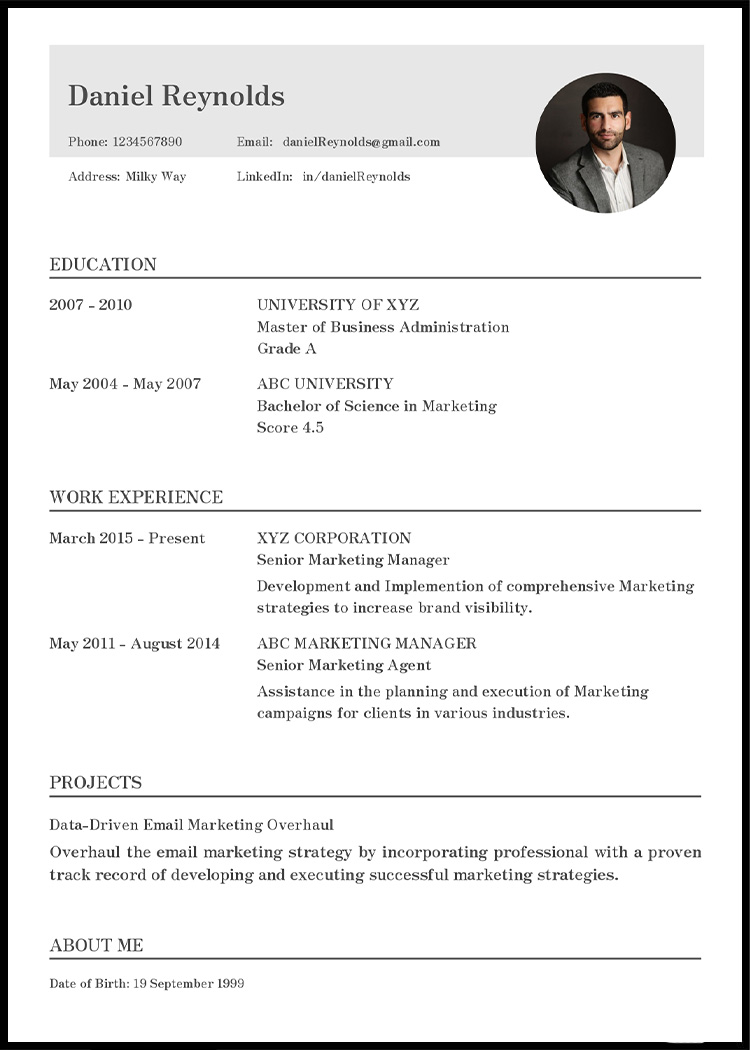 Daniel Reynolds
Phone: 1234567890 Email: danielReynolds@gmail.com
Address: Milky Way LinkedIn: in/danielReynolds
EDUCATION
2007 - 2010 UNIVERSITY OF XYZ
Master of Business Administration
Grade A
May 2004 - May 2007 ABC UNIVERSITY
Bachelor of Science in Marketing
Score 4.5
WORK EXPERIENCE
March 2015 - Present XYZ CORPORATION
Senior Marketing Manager
Development and Implemention of comprehensive Marketing
strategies to increase brand visibility.
May 2011 - August 2014 ABC MARKETING MANAGER
Senior Marketing Agent
Assistance in the planning and execution of Marketing
campaigns for clients in various industries.
PROJECTS
Data-Driven Email Marketing Overhaul
Overhaul the email marketing strategy by incorporating professional with a proven
track record of developing and executing successful marketing strategies.
ABOUT ME
Date of Birth: 19 September 1999